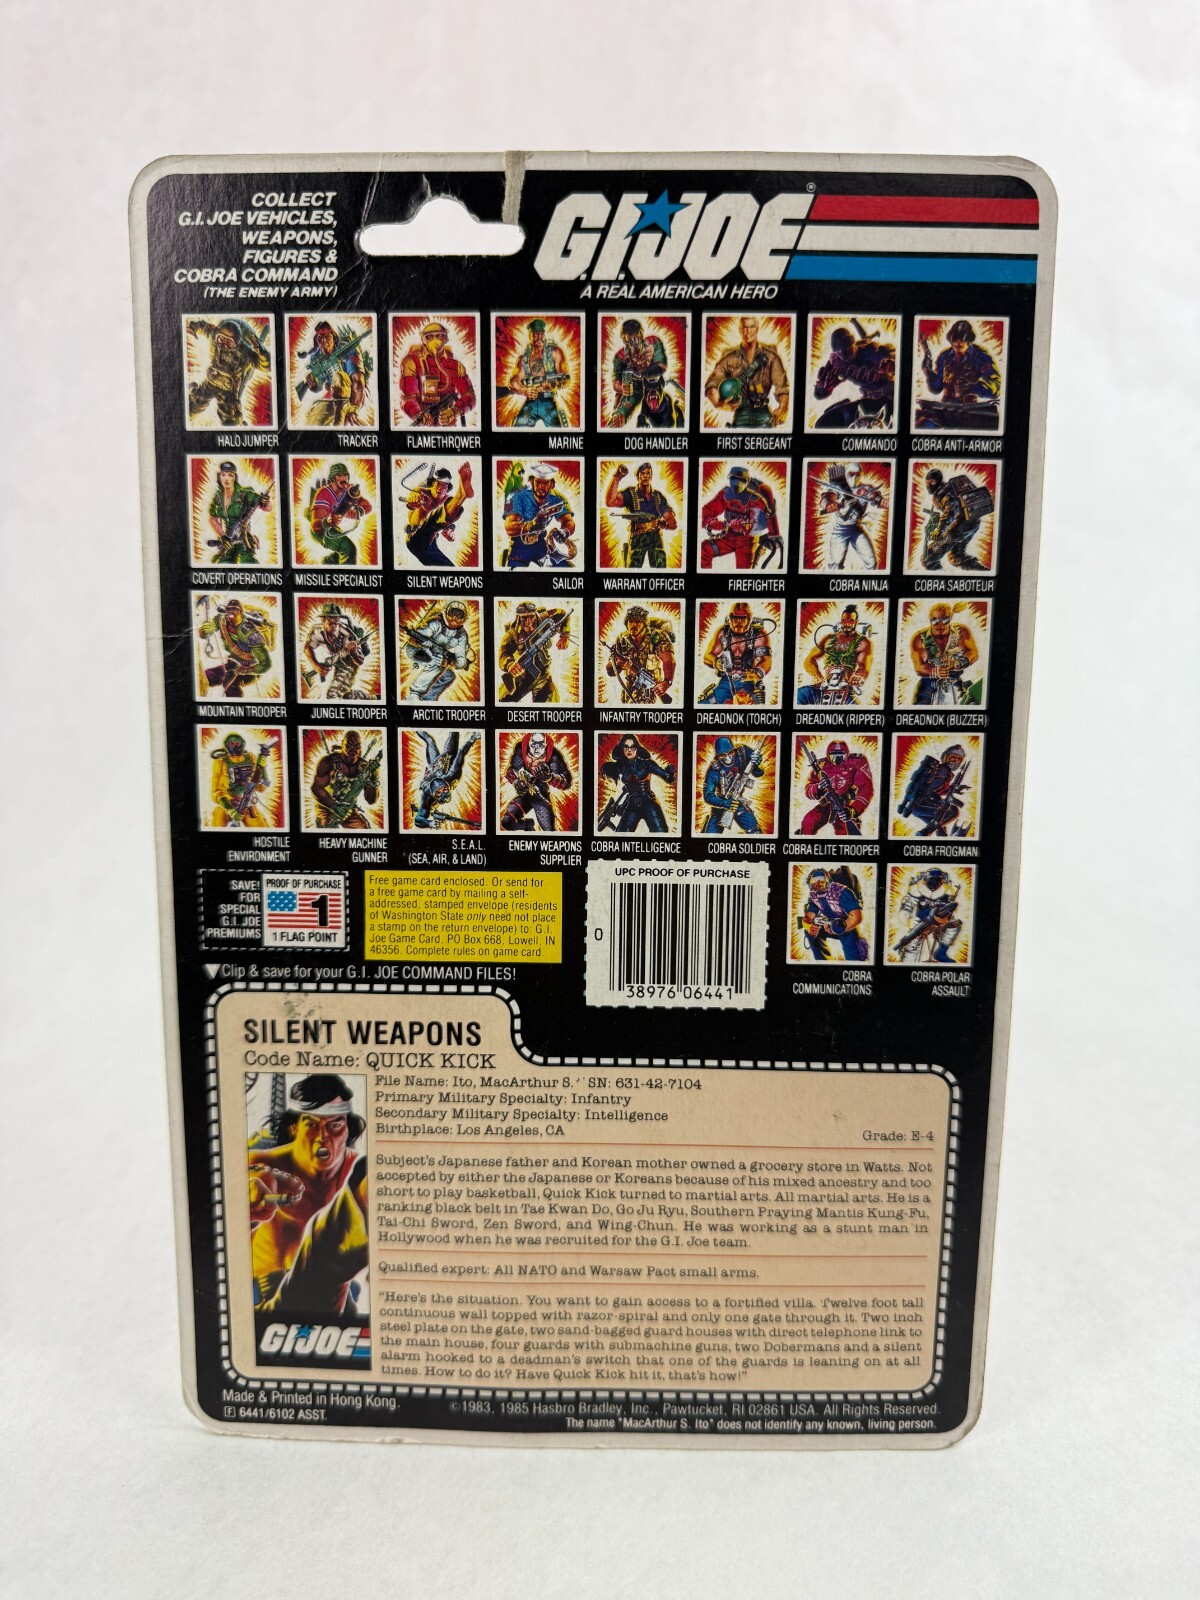 COLLECT
G.I. JOE VEHICLES,
WEAPONS,
FIGURES &
COBRA COMMAND
(THE ENEMY ARMY)
G.I. JOE®
A REAL AMERICAN HERO
HALO JUMPER TRACKER FLAMETHROWER MARINE DOG HANDLER FIRST SERGEANT COMMANDO COBRA ANTI-ARMOR
COVERT OPERATIONS MISSILE SPECIALIST SILENT WEAPONS SAILOR WARRANT OFFICER FIREFIGHTER COBRA NINJA COBRA SABOTEUR
MOUNTAIN TROOPER JUNGLE TROOPER ARCTIC TROOPER DESERT TROOPER INFANTRY TROOPER DREADNOK (TORCH) DREADNOK (RIPPER) DREADNOK (BUZZER)
HOSTILE
ENVIRONMENT
HEAVY MACHINE
GUNNER
S.E.A.L.
(SEA, AIR, & LAND)
ENEMY WEAPONS
SUPPLIER
COBRA INTELLIGENCE COBRA SOLDIER COBRA ELITE TROOPER COBRA FROGMAN
COBRA
COMMUNICATIONS
COBRA POLAR
ASSAULT
SAVE!
FOR
SPECIAL
G.I. JOE
PREMIUMS
PROOF OF PURCHASE
1
1 FLAG POINT
Free game card enclosed. Or send for
a free game card by mailing a self-
addressed, stamped envelope (residents
of Washington State only need not place
a stamp on the return envelope) to: G.I.
Joe Game Card, PO Box 668, Lowell, IN
46356. Complete rules on game card.
UPC PROOF OF PURCHASE
0 38976 06441
▼Clip & save for your G.I. JOE COMMAND FILES!
SILENT WEAPONS
Code Name: QUICK KICK
File Name: Ito, MacArthur S. SN: 631-42-7104
Primary Military Specialty: Infantry
Secondary Military Specialty: Intelligence
Birthplace: Los Angeles, CA Grade: E-4
Subject's Japanese father and Korean mother owned a grocery store in Watts. Not
accepted by either the Japanese or Koreans because of his mixed ancestry and too
short to play basketball, Quick Kick turned to martial arts. All martial arts. He is a
ranking black belt in Tae Kwan Do, Go Ju Ryu, Southern Praying Mantis Kung-Fu,
Tai-Chi Sword, Zen Sword, and Wing-Chun. He was working as a stunt man in
Hollywood when he was recruited for the G.I. Joe team.
Qualified expert: All NATO and Warsaw Pact small arms.
"Here's the situation. You want to gain access to a fortified villa. Twelve foot tall
continuous wall topped with razor-spiral and only one gate through it. Two inch
steel plate on the gate, two sand-bagged guard houses with direct telephone link to
the main house, four guards with submachine guns, two Dobermans and a silent
alarm hooked to a deadman's switch that one of the guards is leaning on at all
times. How to do it? Have Quick Kick hit it, that's how!"
G.I. JOE
Made & Printed in Hong Kong.
F 6441/6102 ASST.
©1983, 1985 Hasbro Bradley, Inc., Pawtucket, RI 02861 USA. All Rights Reserved.
The name "MacArthur S. Ito" does not identify any known, living person.